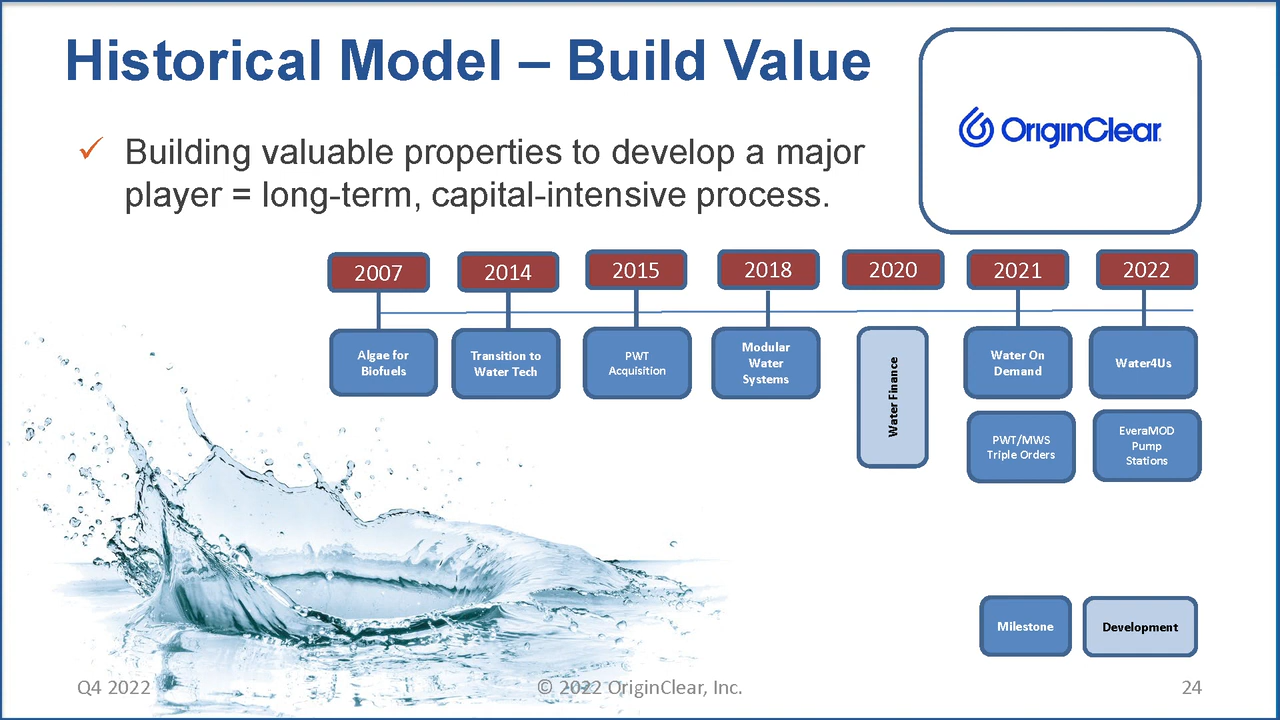 Historical Model – Build Value
OriginClear
✓ Building valuable properties to develop a major
player = long-term, capital-intensive process.
2007
2014
2015
2018
2020
2021
2022
Algae for
Biofuels
Transition to
Water Tech
PWT
Acquisition
Modular
Water
Systems
Water Finance
Water On
Demand
Water4Us
PWT/MWS
Triple Orders
EveraMOD
Pump
Stations
Milestone
Development
Q4 2022
© 2022 OriginClear, Inc.
24